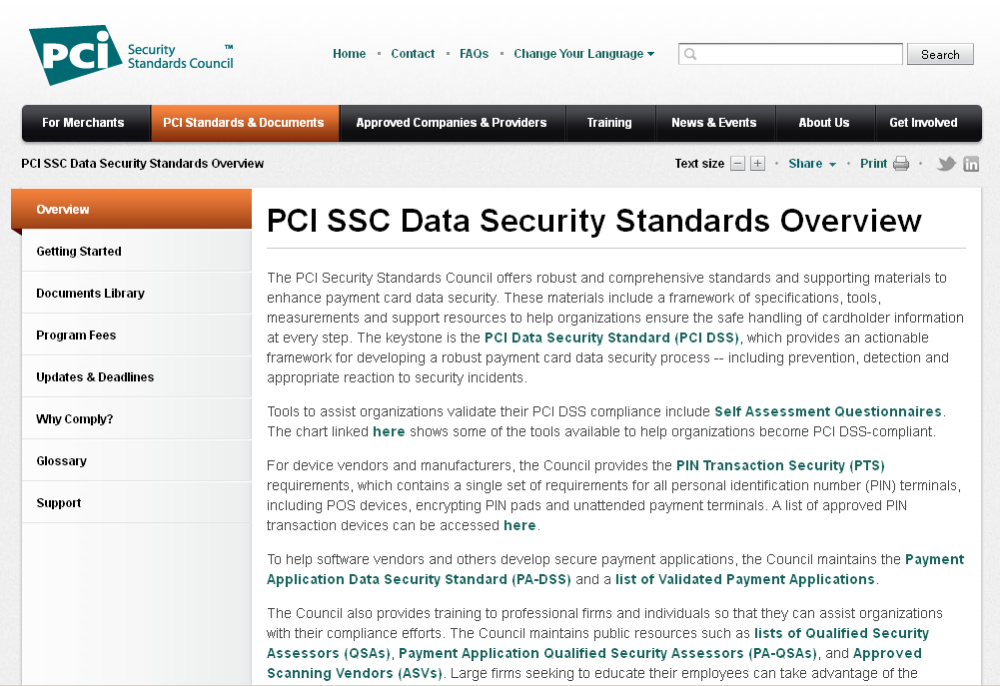 PCi Security Standards Council ™
Home • Contact • FAQs • Change Your Language
Search
For Merchants
PCI Standards & Documents
Approved Companies & Providers
Training
News & Events
About Us
Get Involved
PCI SSC Data Security Standards Overview
Text size − + • Share • Print •
Overview
Getting Started
Documents Library
Program Fees
Updates & Deadlines
Why Comply?
Glossary
Support
PCI SSC Data Security Standards Overview
The PCI Security Standards Council offers robust and comprehensive standards and supporting materials to
enhance payment card data security. These materials include a framework of specifications, tools,
measurements and support resources to help organizations ensure the safe handling of cardholder information
at every step. The keystone is the PCI Data Security Standard (PCI DSS), which provides an actionable
framework for developing a robust payment card data security process -- including prevention, detection and
appropriate reaction to security incidents.
Tools to assist organizations validate their PCI DSS compliance include Self Assessment Questionnaires.
The chart linked here shows some of the tools available to help organizations become PCI DSS-compliant.
For device vendors and manufacturers, the Council provides the PIN Transaction Security (PTS)
requirements, which contains a single set of requirements for all personal identification number (PIN) terminals,
including POS devices, encrypting PIN pads and unattended payment terminals. A list of approved PIN
transaction devices can be accessed here.
To help software vendors and others develop secure payment applications, the Council maintains the Payment
Application Data Security Standard (PA-DSS) and a list of Validated Payment Applications.
The Council also provides training to professional firms and individuals so that they can assist organizations
with their compliance efforts. The Council maintains public resources such as lists of Qualified Security
Assessors (QSAs), Payment Application Qualified Security Assessors (PA-QSAs), and Approved
Scanning Vendors (ASVs). Large firms seeking to educate their employees can take advantage of the